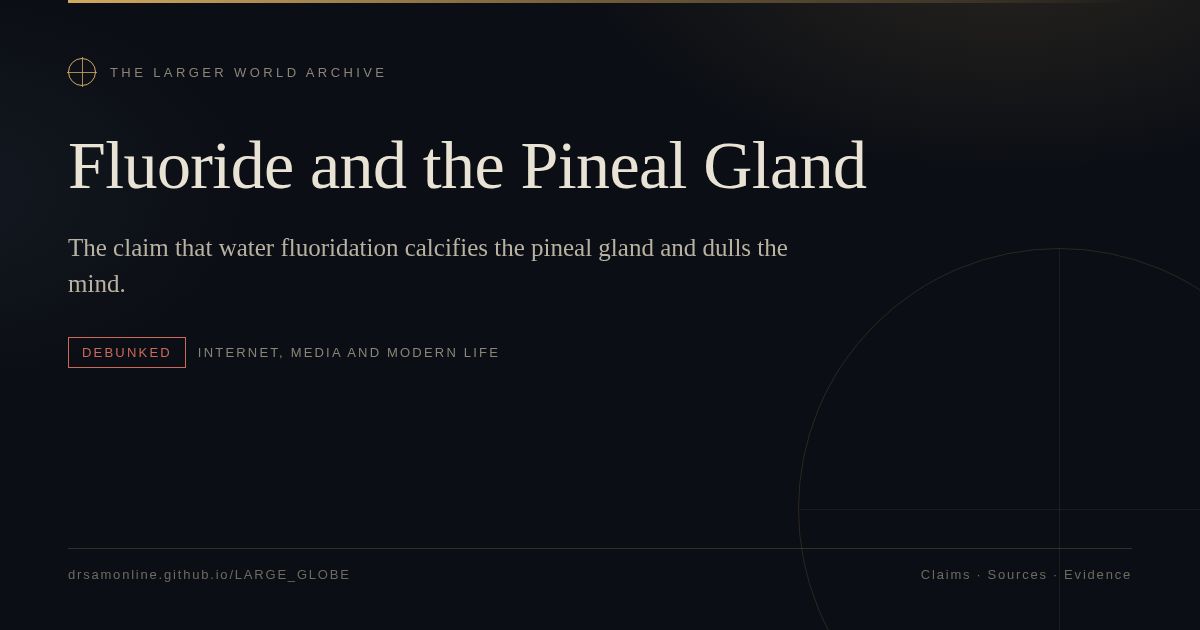 THE LARGER WORLD ARCHIVE
Fluoride and the Pineal Gland
The claim that water fluoridation calcifies the pineal gland and dulls the
mind.
DEBUNKED INTERNET, MEDIA AND MODERN LIFE
drsamonline.github.io/LARGE_GLOBE Claims · Sources · Evidence